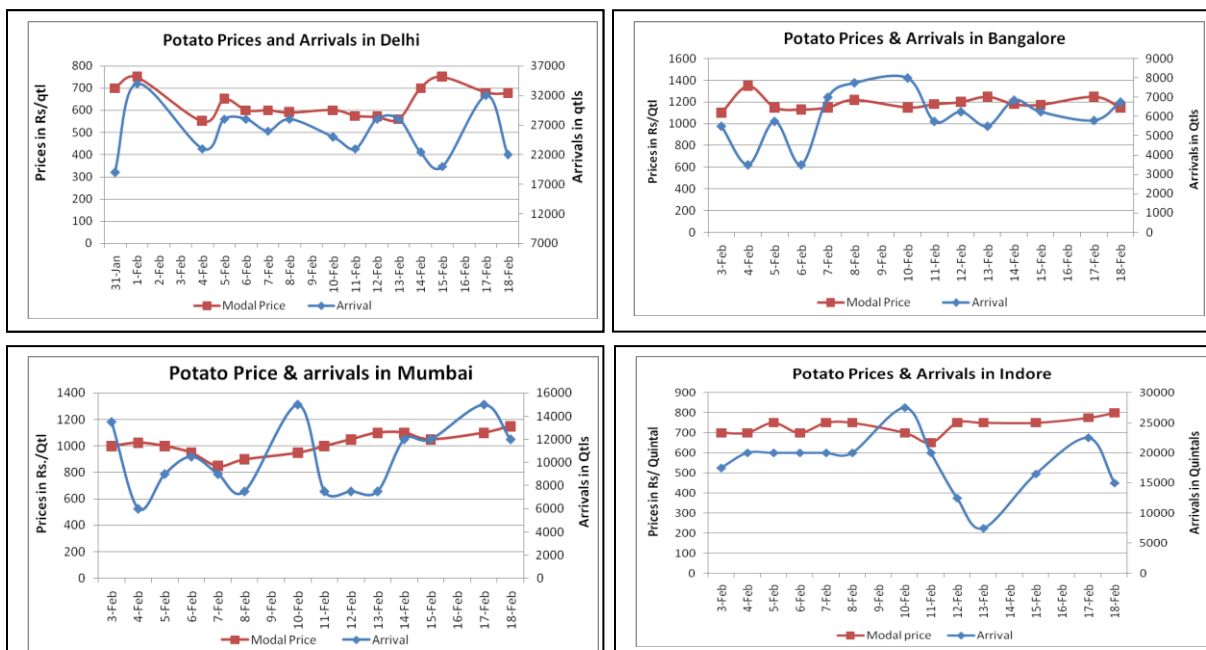 Potato Prices and Arrivals in Delhi
Prices in Rs/qtl
800
700
600
500
400
300
200
100
0
37000
32000
27000
22000
17000
12000
7000
Arrivals in qtls
31-Jan
1-Feb
2-Feb
3-Feb
4-Feb
5-Feb
6-Feb
7-Feb
8-Feb
9-Feb
10-Feb
11-Feb
12-Feb
13-Feb
14-Feb
15-Feb
16-Feb
17-Feb
18-Feb
Modal Price
Arrival
Potato Prices & Arrivals in Bangalore
Prices in Rs/Qtl
1600
1400
1200
1000
800
600
400
200
0
9000
8000
7000
6000
5000
4000
3000
2000
1000
0
Arrivals in Qtls
3-Feb
4-Feb
5-Feb
6-Feb
7-Feb
8-Feb
9-Feb
10-Feb
11-Feb
12-Feb
13-Feb
14-Feb
15-Feb
16-Feb
17-Feb
18-Feb
Modal Price
Arrival
Potato Price & arrivals in Mumbai
Prices in Rs./Qtl
1400
1200
1000
800
600
400
200
0
16000
14000
12000
10000
8000
6000
4000
2000
0
Arrivals in Qtls
3-Feb
4-Feb
5-Feb
6-Feb
7-Feb
8-Feb
9-Feb
10-Feb
11-Feb
12-Feb
13-Feb
14-Feb
15-Feb
16-Feb
17-Feb
18-Feb
Modal Price
Arrival
Potato Prices & Arrivals in Indore
Prices in Rs/ Quintal
900
800
700
600
500
400
300
200
100
0
30000
25000
20000
15000
10000
5000
0
Arrivals in Quintals
3-Feb
4-Feb
5-Feb
6-Feb
7-Feb
8-Feb
9-Feb
10-Feb
11-Feb
12-Feb
13-Feb
14-Feb
15-Feb
16-Feb
17-Feb
18-Feb
Modal price
Arrival